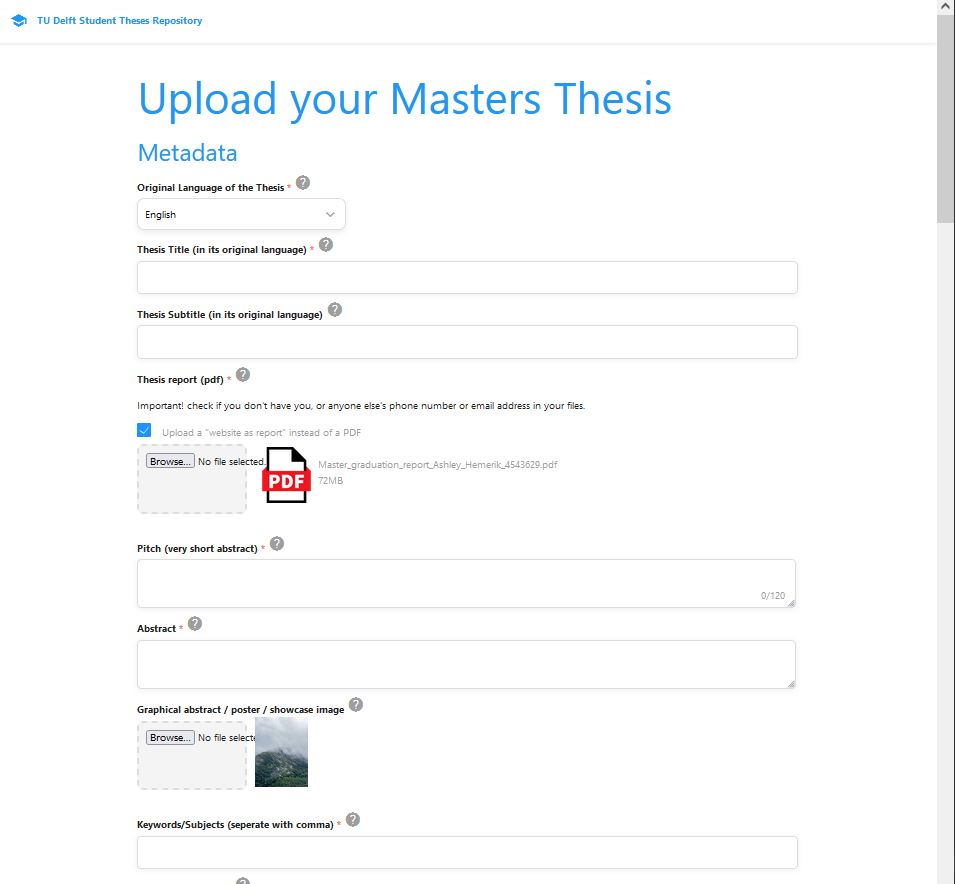 TU Delft Student Theses Repository
Upload your Masters Thesis
Metadata
Original Language of the Thesis * ?
English
Thesis Title (in its original language) * ?
Thesis Subtitle (in its original language) ?
Thesis report (pdf) * ?
Important! check if you don't have you, or anyone else's phone number or email address in your files.
Upload a "website as report" instead of a PDF
Browse... No file selected.
PDF
Master_graduation_report_Ashley_Hemerik_4543629.pdf
72MB
Pitch (very short abstract) * ?
0/120
Abstract * ?
Graphical abstract / poster / showcase image ?
Browse... No file selecte
Keywords/Subjects (seperate with comma) * ?